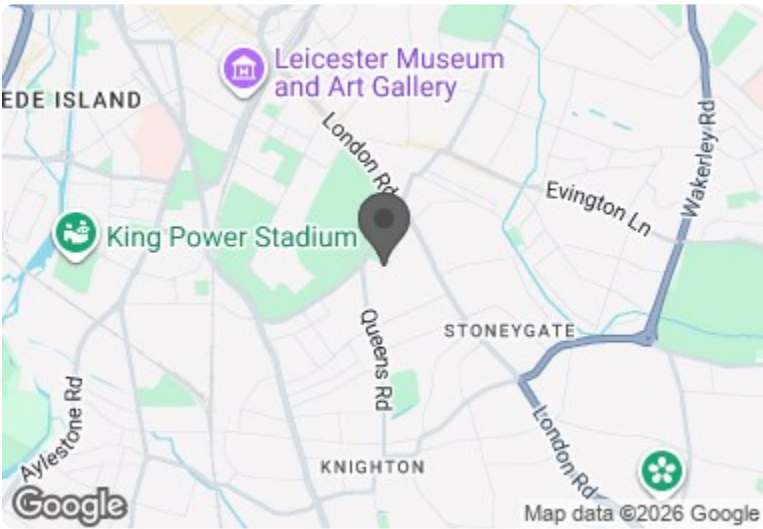 Leicester Museum
and Art Gallery
EDE ISLAND
London Rd
Wakerley Rd
Evington Ln
King Power Stadium
Queens Rd
STONEYGATE
Aylestone Rd
London Rd
KNIGHTON
Google
Map data ©2026 Google